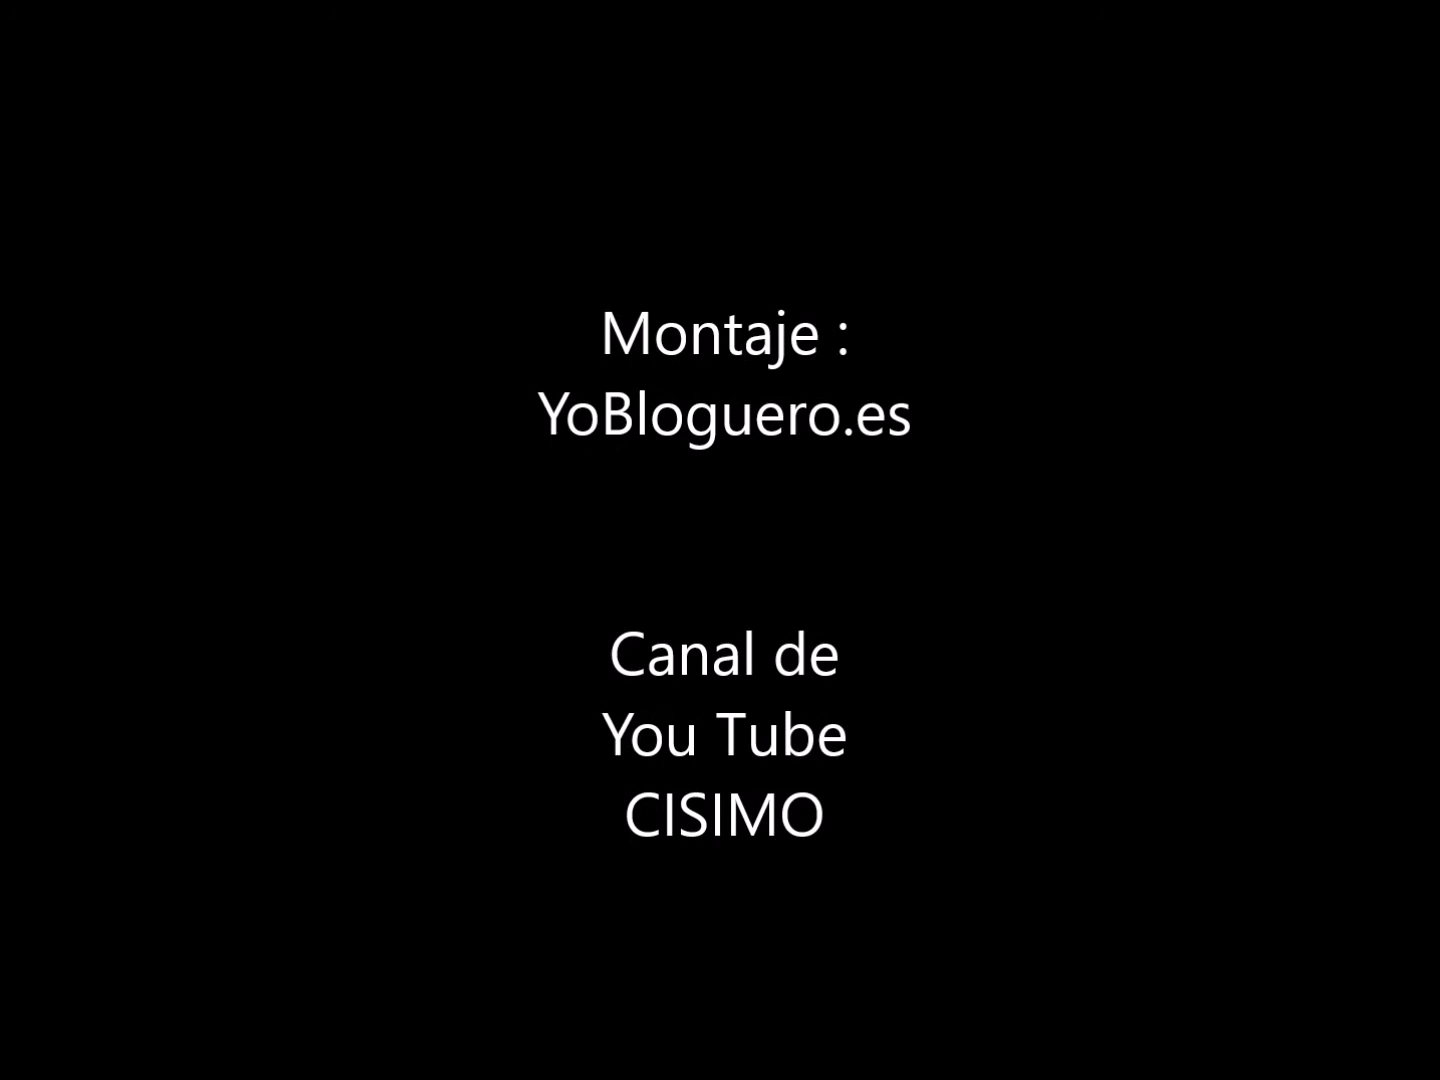 Montaje :
YoBloguero.es
Canal de
You Tube
CISIMO